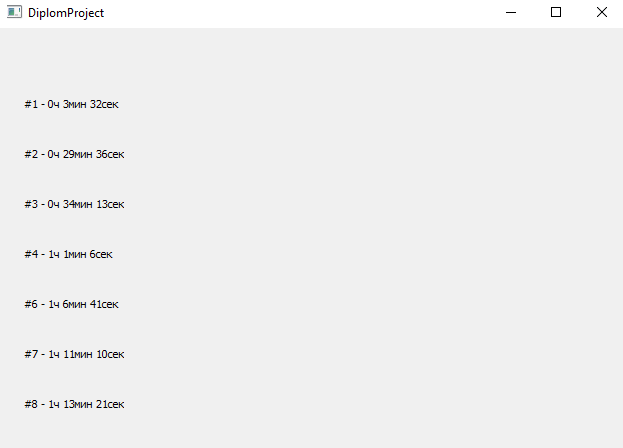 DiplomProject
#1 - 0ч 3мин 32сек
#2 - 0ч 29мин 36сек
#3 - 0ч 34мин 13сек
#4 - 1ч 1мин 6сек
#6 - 1ч 6мин 41сек
#7 - 1ч 11мин 10сек
#8 - 1ч 13мин 21сек